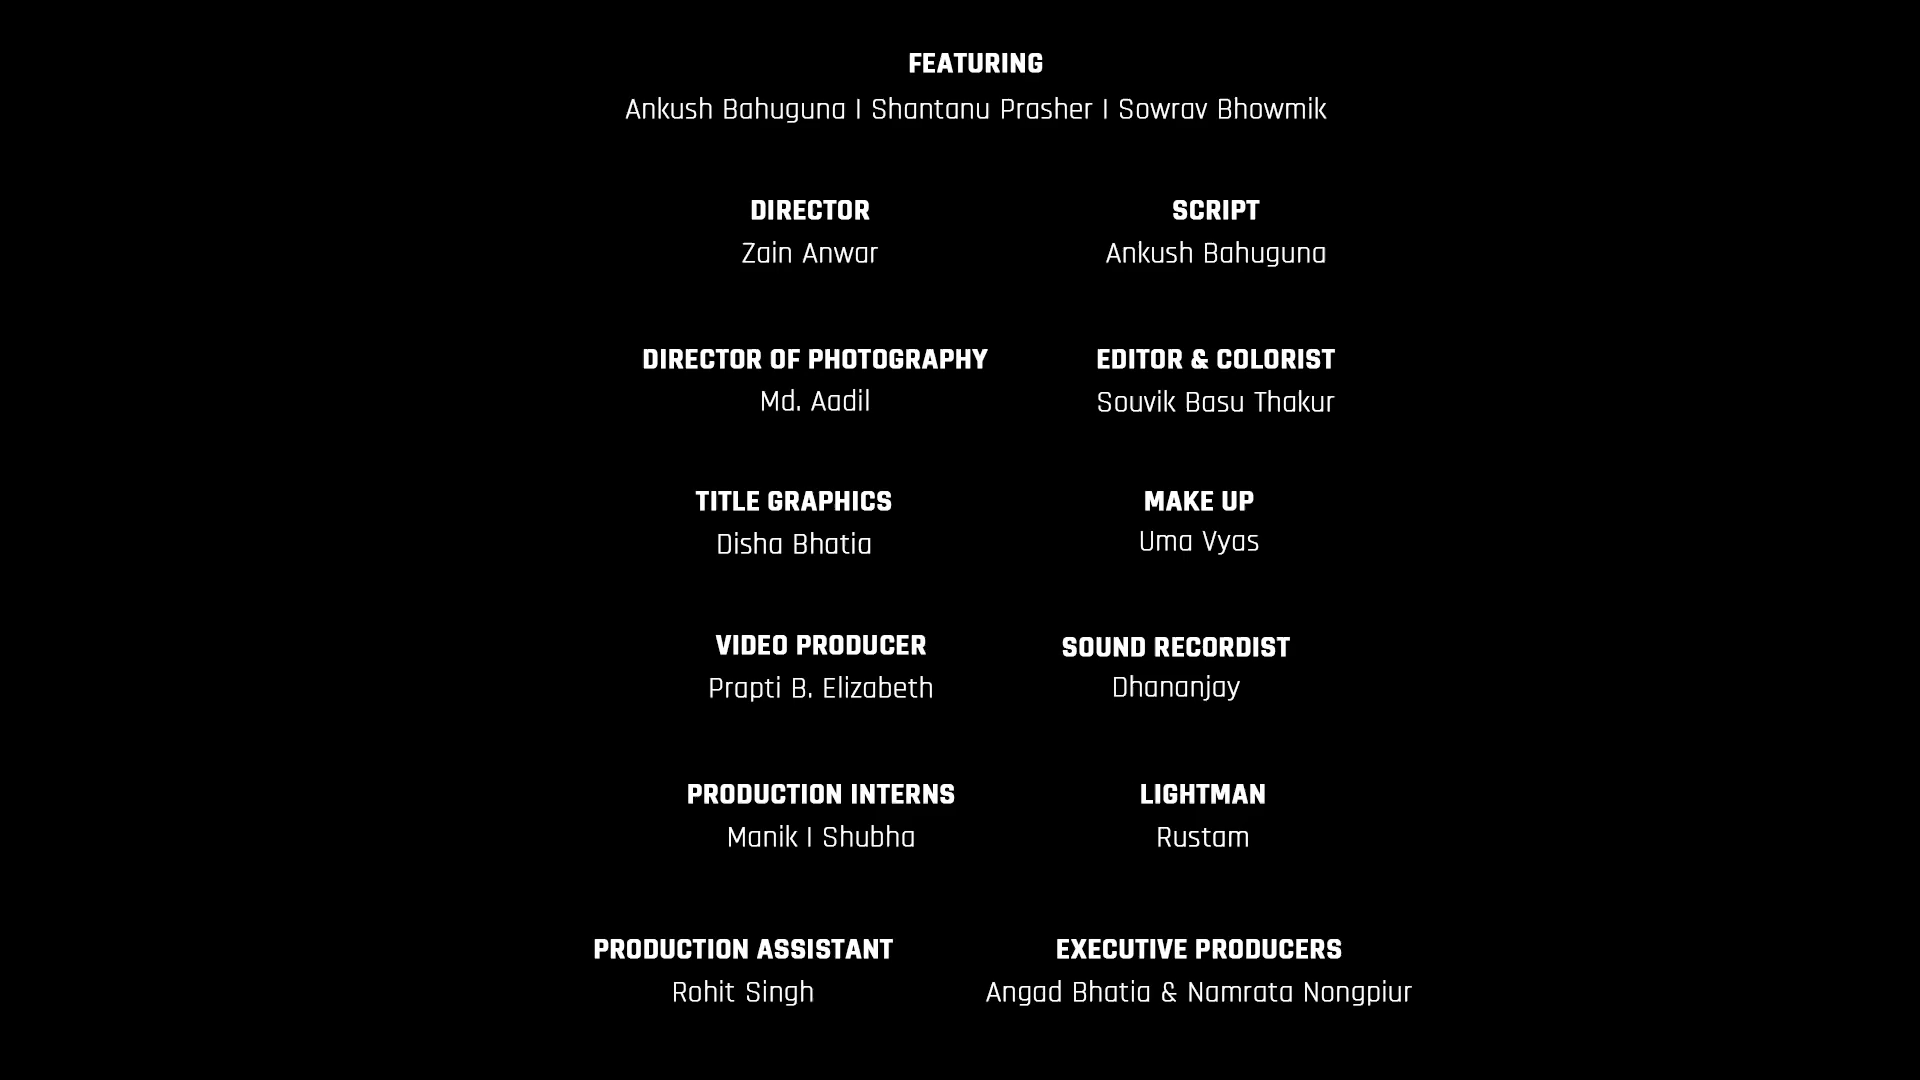 FEATURING
Ankush Bahuguna | Shantanu Prasher | Sowrav Bhowmik
DIRECTOR
Zain Anwar
SCRIPT
Ankush Bahuguna
DIRECTOR OF PHOTOGRAPHY
Md. Aadil
EDITOR & COLORIST
Souvik Basu Thakur
TITLE GRAPHICS
Disha Bhatia
MAKE UP
Uma Vyas
VIDEO PRODUCER
Prapti B. Elizabeth
SOUND RECORDIST
Dhananjay
PRODUCTION INTERNS
Manik | Shubha
LIGHTMAN
Rustam
PRODUCTION ASSISTANT
Rohit Singh
EXECUTIVE PRODUCERS
Angad Bhatia & Namrata Nongpiur